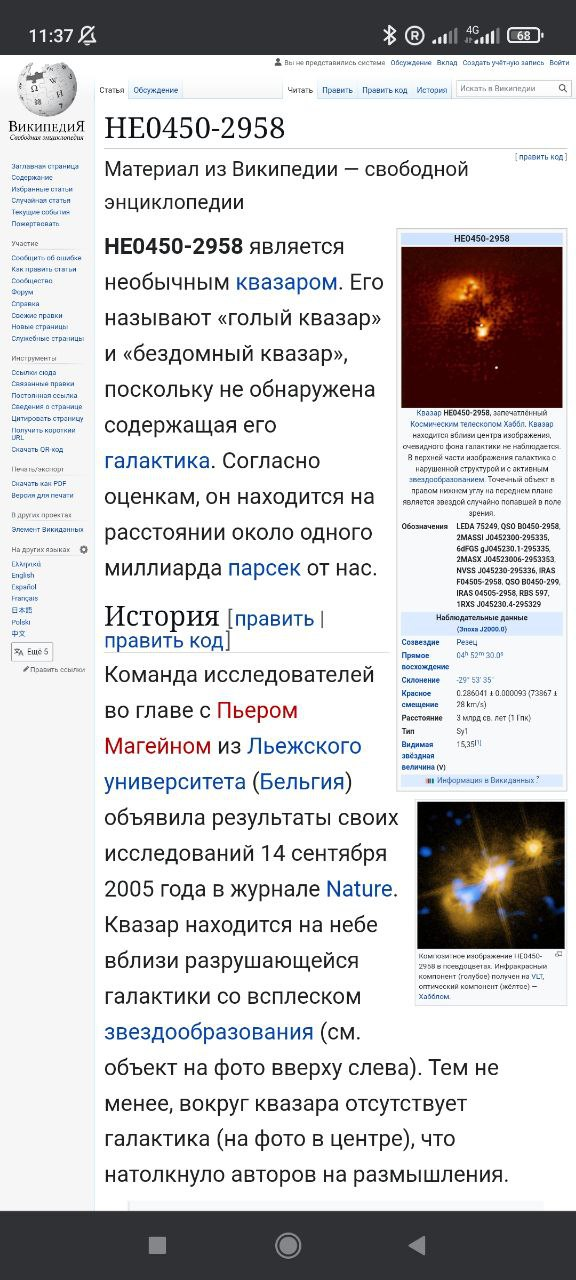 11:37
4G
68
Вы не представились системе Обсуждение Вклад Создать учётную запись Войти
Статья Обсуждение Читать Править Править код История Искать в Википедии
ВикипедиЯ
Свободная энциклопедия
Заглавная страница
Содержание
Избранные статьи
Случайная статья
Текущие события
Пожертвовать
Участие
Сообщить об ошибке
Как править статьи
Сообщество
Форум
Справка
Свежие правки
Новые страницы
Служебные страницы
Инструменты
Ссылки сюда
Связанные правки
Постоянная ссылка
Сведения о странице
Цитировать страницу
Получить короткий
URL
Скачать QR-код
Печать/экспорт
Скачать как PDF
Версия для печати
В других проектах
Элемент Викиданных
На других языках
Ελληνικά
English
Español
Français
日本語
Polski
中文
Ещё 5
Править ссылки
HE0450-2958
[ править код ]
Материал из Википедии — свободной
энциклопедии
HE0450-2958 является
необычным квазаром. Его
называют «голый квазар»
и «бездомный квазар»,
поскольку не обнаружена
содержащая его
галактика. Согласно
оценкам, он находится на
расстоянии около одного
миллиарда парсек от нас.
История [править |
править код]
Команда исследователей
во главе с Пьером
Магейном из Льежского
университета (Бельгия)
объявила результаты своих
исследований 14 сентября
2005 года в журнале Nature.
Квазар находится на небе
вблизи разрушающейся
галактики со всплеском
звездообразования (см.
объект на фото вверху слева). Тем не
менее, вокруг квазара отсутствует
галактика (на фото в центре), что
натолкнуло авторов на размышления.
HE0450-2958
Квазар HE0450-2958, запечатлённый
Космическим телескопом Хаббл. Квазар
находится вблизи центра изображения,
очевидного фона галактики не наблюдается.
В верхней части изображения галактика с
нарушенной структурой и с активным
звездообразованием. Точечный объект в
правом нижнем углу на переднем плане
является звездой случайно попавшей в поле
зрения.
Обозначения LEDA 75249, QSO B0450-2958,
2MASSI J0452300-295335,
6dFGS gJ045230.1-295335,
2MASX J04523006-2953353,
NVSS J045230-295336, IRAS
F04505-2958, QSO B0450-299,
IRAS 04505-2958, RBS 597,
1RXS J045230.4-295329
Наблюдательные данные
(Эпоха J2000.0)
Созвездие Резец
Прямое восхождение 04ʰ 52ᵐ 30.0ˢ
Склонение -29° 53′ 35″
Красное смещение 0.286041 ± 0.000093 (73867 ±
28 km/s)
Расстояние 3 млрд св. лет (1 Гпк)
Тип Sy1
Видимая звёздная величина (V) 15,35[1]
Информация в Викиданных ?
Композитное изображение HE0450-
2958 в псевдоцветах. Инфракрасный
компонент (голубое) получен на VLT,
оптический компонент (жёлтое) —
Хабблом.